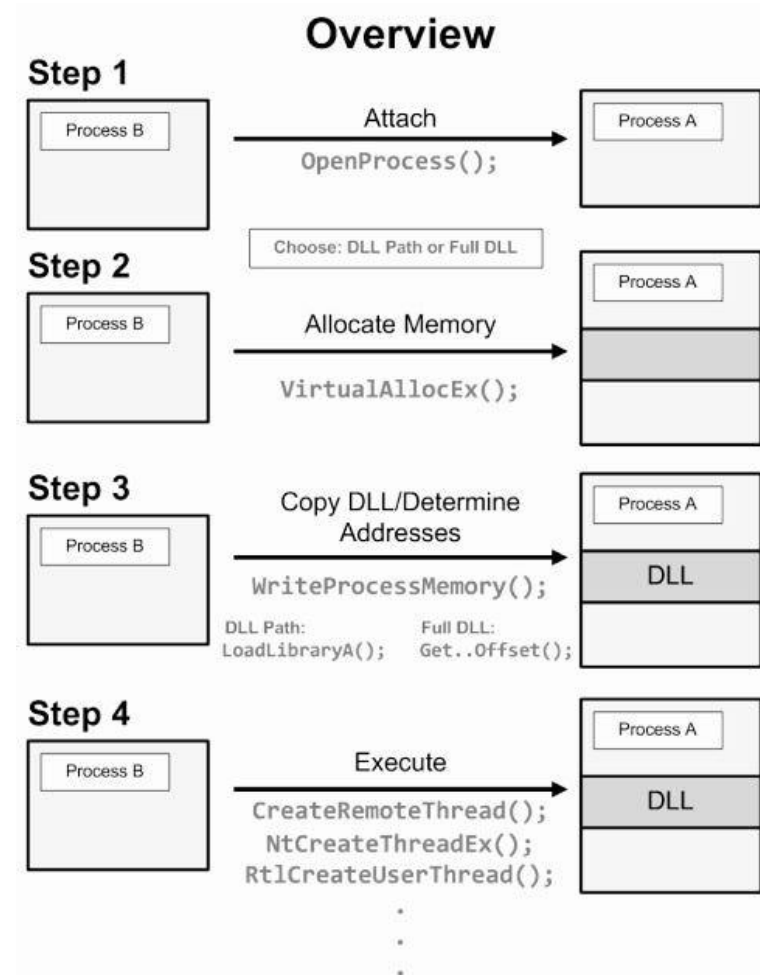 Overview
Step 1
Process B
Attach
OpenProcess();
Process A
Choose: DLL Path or Full DLL
Step 2
Process B
Allocate Memory
VirtualAllocEx();
Process A
Step 3
Process B
Copy DLL/Determine
Addresses
WriteProcessMemory();
DLL Path:
LoadLibraryA();
Full DLL:
Get..Offset();
Process A
DLL
Step 4
Process B
Execute
CreateRemoteThread();
NtCreateThreadEx();
RtlCreateUserThread();
.
.
.
Process A
DLL